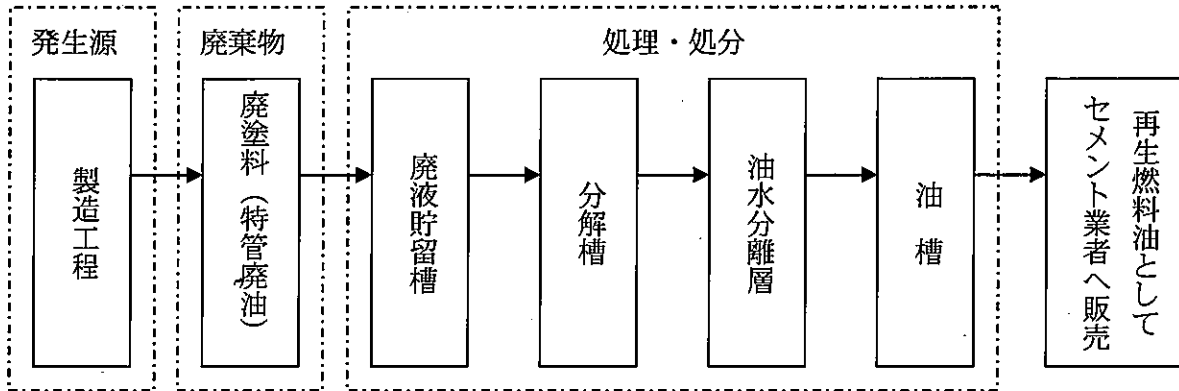 発生源
廃棄物
処理・処分
製造工程
廃塗料（特管廃油）
廃液貯留槽
分解槽
油水分離層
油槽
再生燃料油として
セメント業者へ販売